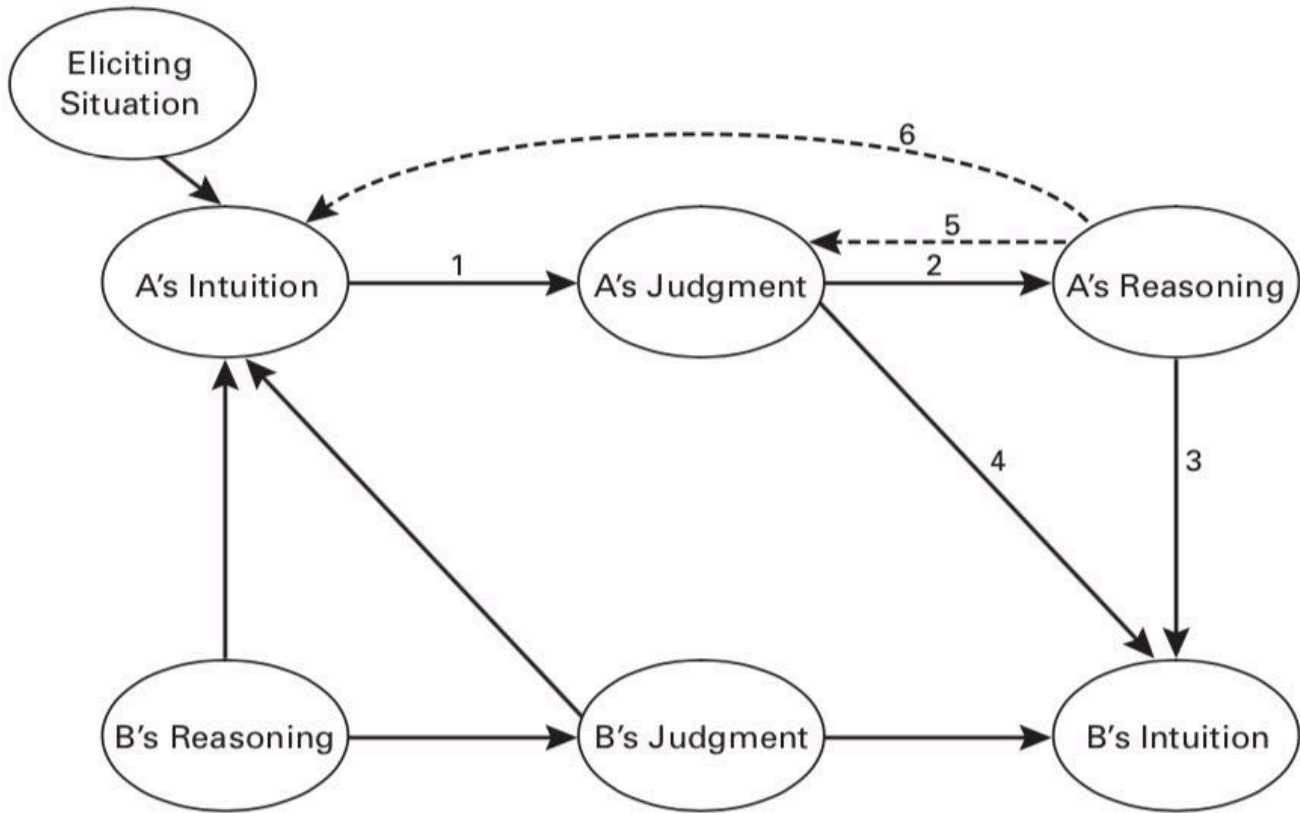 Eliciting
Situation
6
5
A's Intuition
1
A's Judgment
2
A's Reasoning
4
3
B's Reasoning
B's Judgment
B's Intuition